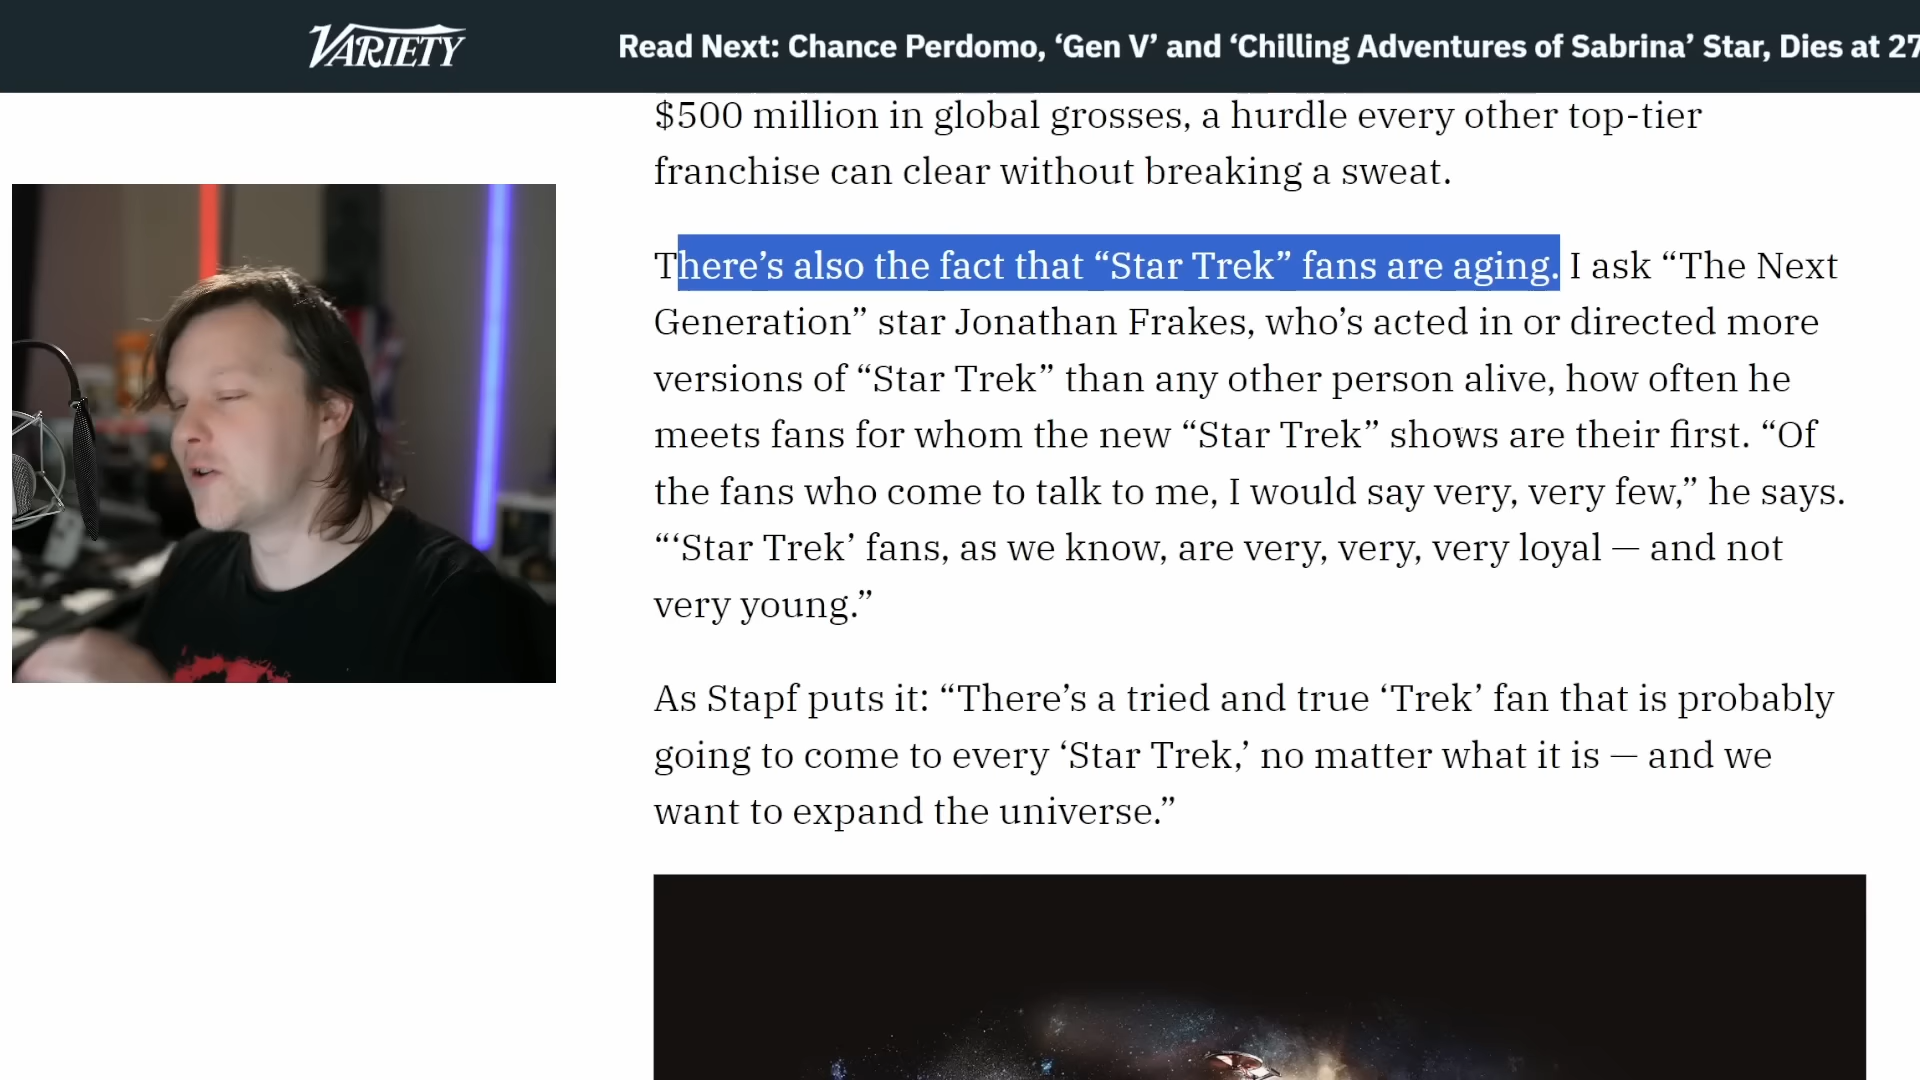 VARIETY
Read Next: Chance Perdomo, ‘Gen V’ and ‘Chilling Adventures of Sabrina’ Star, Dies at 27
$500 million in global grosses, a hurdle every other top-tier
franchise can clear without breaking a sweat.
There’s also the fact that “Star Trek” fans are aging. I ask “The Next
Generation” star Jonathan Frakes, who’s acted in or directed more
versions of “Star Trek” than any other person alive, how often he
meets fans for whom the new “Star Trek” shows are their first. “Of
the fans who come to talk to me, I would say very, very few,” he says.
“‘Star Trek’ fans, as we know, are very, very, very loyal — and not
very young.”
As Stapf puts it: “There’s a tried and true ‘Trek’ fan that is probably
going to come to every ‘Star Trek,’ no matter what it is — and we
want to expand the universe.”